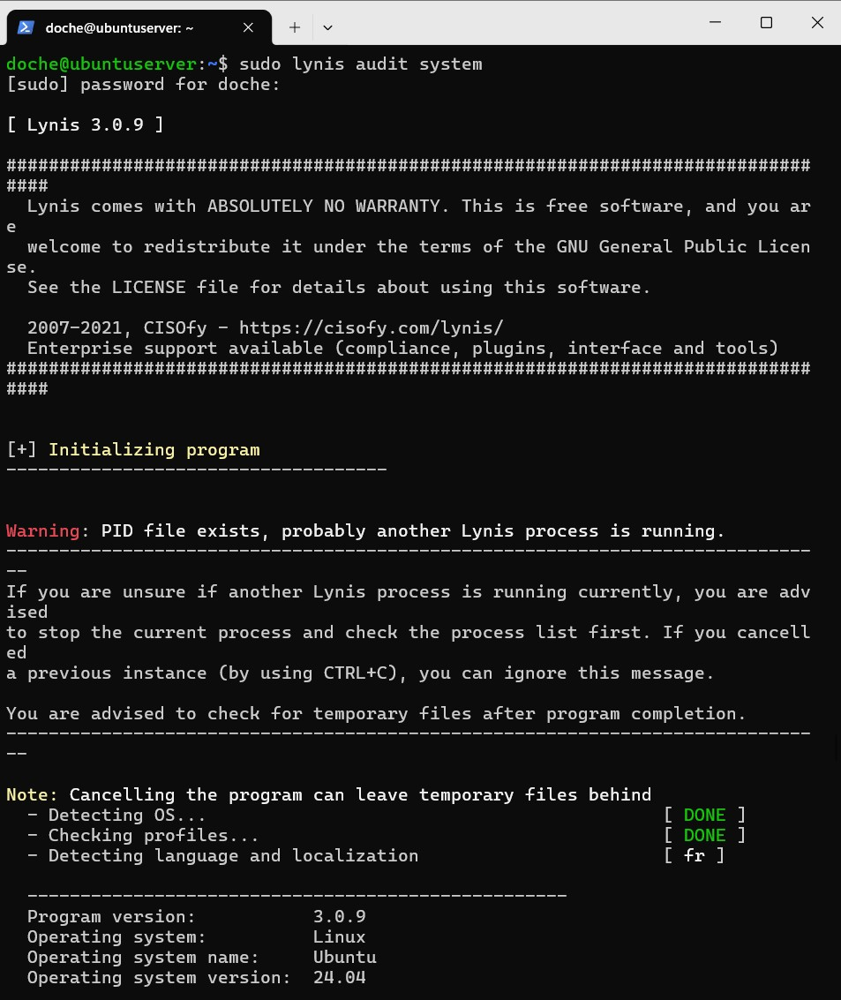 doche@ubuntuserver: ~
doche@ubuntuserver:~$ sudo lynis audit system
[sudo] password for doche:
[ Lynis 3.0.9 ]
############################################################################
####
  Lynis comes with ABSOLUTELY NO WARRANTY. This is free software, and you ar
e
  welcome to redistribute it under the terms of the GNU General Public Licen
se.
  See the LICENSE file for details about using this software.
  2007-2021, CISOfy - https://cisofy.com/lynis/
  Enterprise support available (compliance, plugins, interface and tools)
############################################################################
####
[+] Initializing program
------------------------------------
Warning: PID file exists, probably another Lynis process is running.
----------------------------------------------------------------------------
--
If you are unsure if another Lynis process is running currently, you are adv
ised
to stop the current process and check the process list first. If you cancell
ed
a previous instance (by using CTRL+C), you can ignore this message.
You are advised to check for temporary files after program completion.
----------------------------------------------------------------------------
--
Note: Cancelling the program can leave temporary files behind
  - Detecting OS...                                           [ DONE ]
  - Checking profiles...                                      [ DONE ]
  - Detecting language and localization                       [ fr ]
  ---------------------------------------------------
  Program version:           3.0.9
  Operating system:          Linux
  Operating system name:     Ubuntu
  Operating system version:  24.04